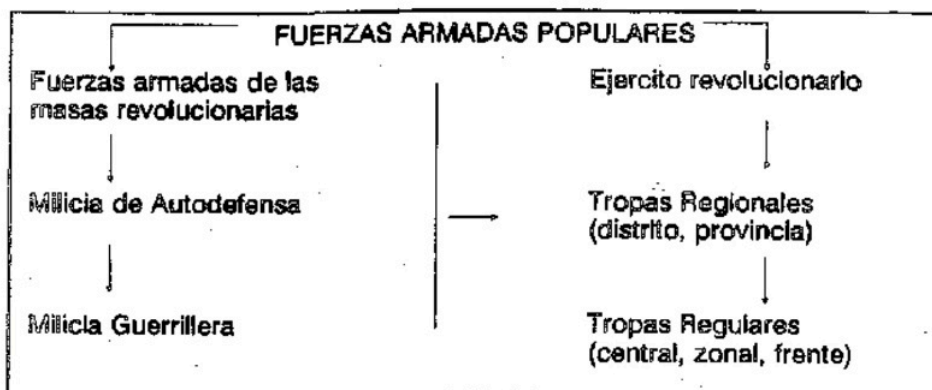 FUERZAS ARMADAS POPULARES
Fuerzas armadas de las
masas revolucionarias
Milicia de Autodefensa
Milicia Guerrillera
Ejercito revolucionario
Tropas Regionales
(distrito, provincia)
Tropas Regulares
(central, zonal, frente)